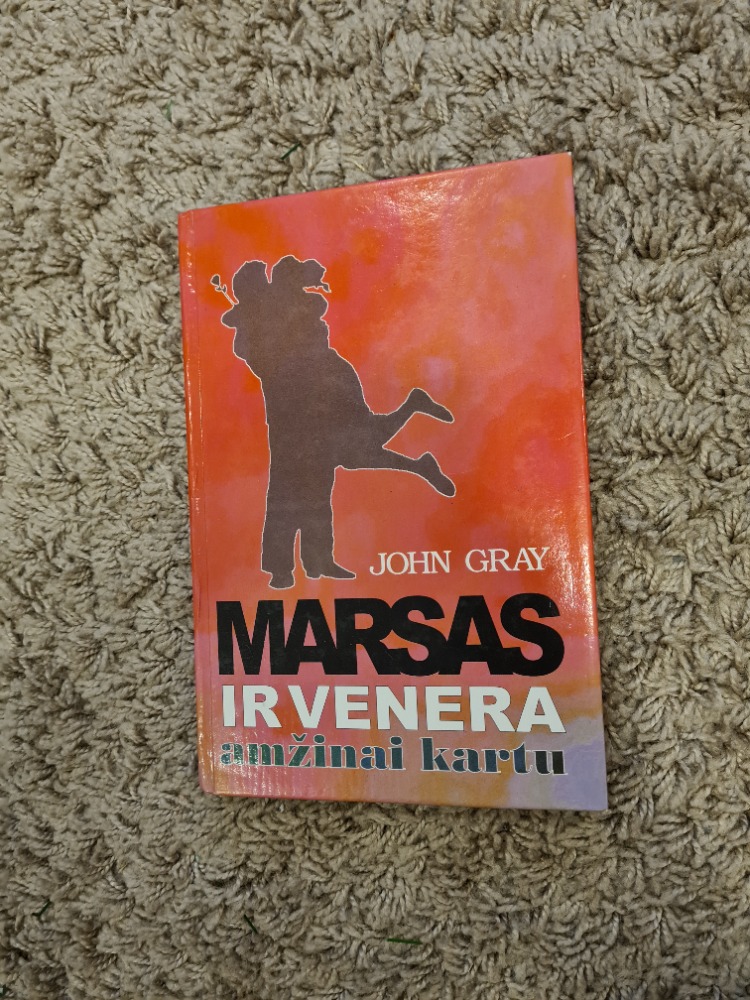 JOHN GRAY
MARSAS
IR VENERA
amžinai kartu